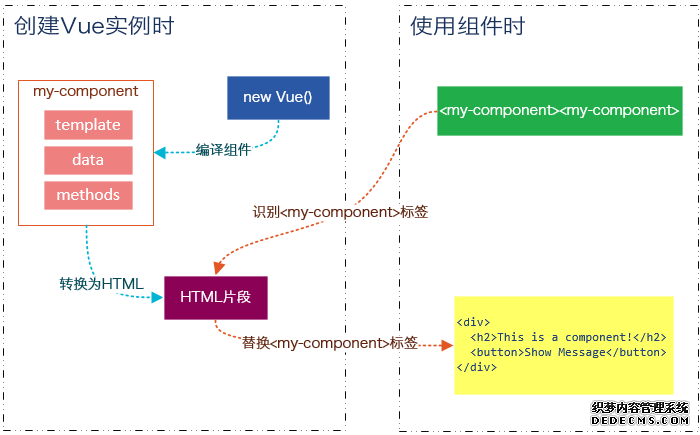 创建Vue实例时
my-component
template
data
methods
new Vue()
编译组件
转换为HTML
HTML片段
使用组件时
<my-component><my-component>
识别<my-component>标签
替换<my-component>标签
<div>
<h2>This is a component!</h2>
<button>Show Message</button>
</div>
织梦内容管理系统
DEDECMS.COM